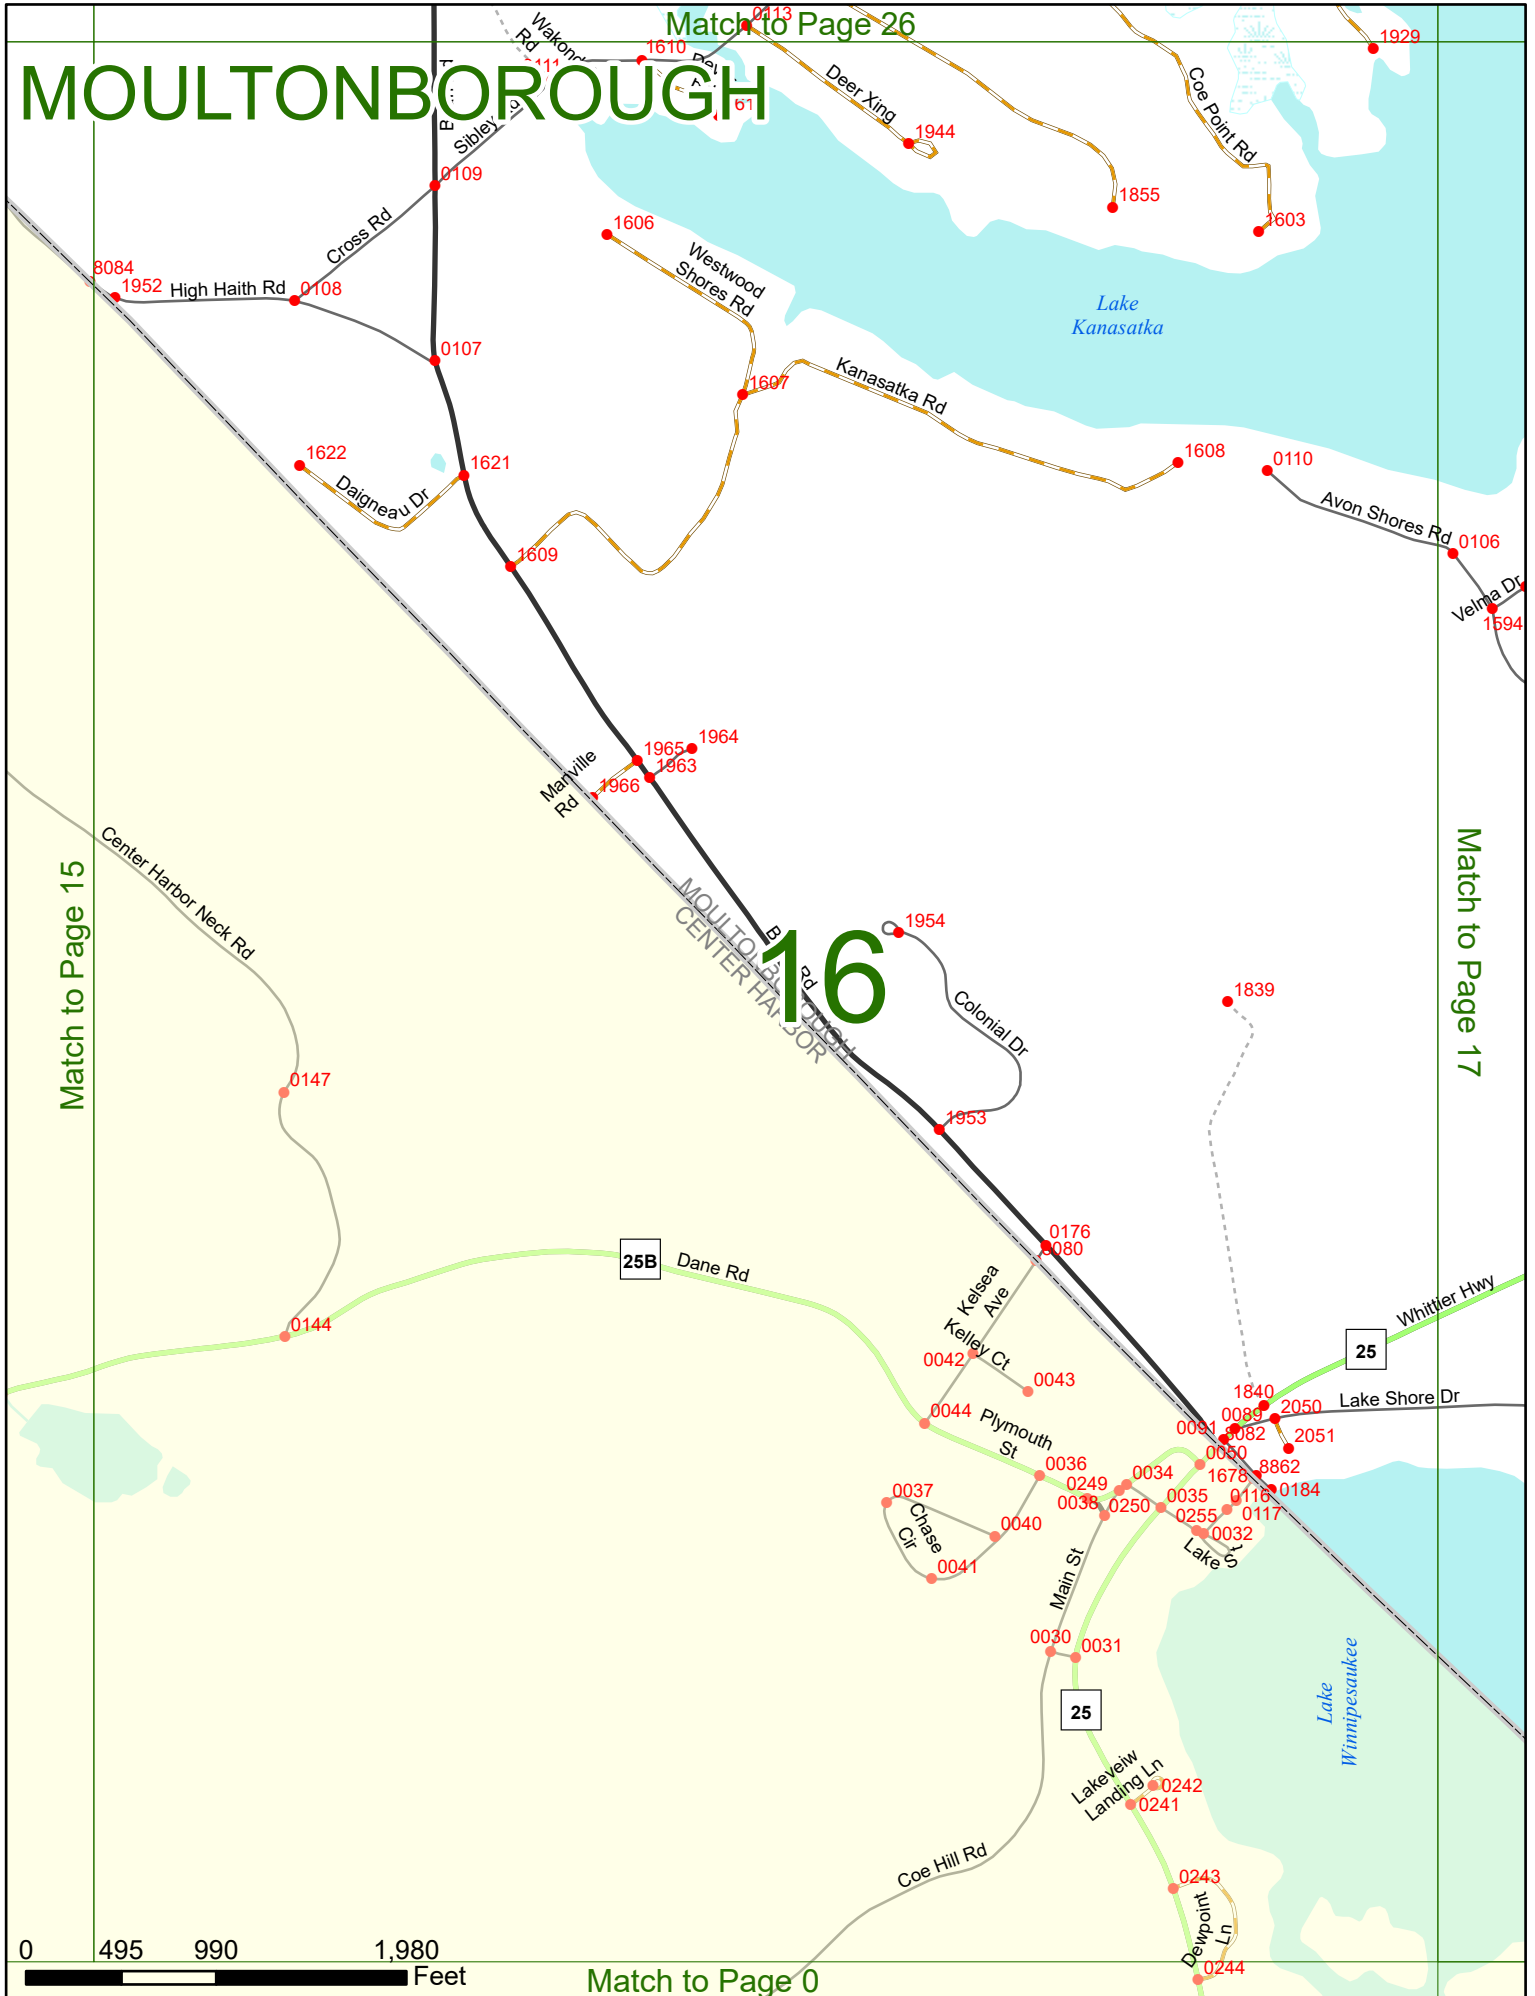 Match to Page 26
0113
1929
MOULTONBOROUGH
Rd
1610
Deer Xing
Coe Point Rd
1944
Sibley
0109
1855
1603
Cross Rd
1606
Westwood
Shores Rd
8084
1952
High Haith Rd
0108
Lake
Kanasatka
0107
1607
Kanasatka Rd
1622
1621
Daigneau Dr
1608
0110
Avon Shores Rd
0106
1609
Velma Dr
1594
1964
1965
1963
Manville
Rd
1966
Center Harbor Neck Rd
Match to Page 15
Match to Page 17
MOULTONBOROUGH
CENTER HARBOR
Rd
16
1954
Colonial Dr
1839
0147
1953
0176
8080
25B
Dane Rd
Kelsea
Ave
Whittier Hwy
0144
Kelley Ct
0042
0043
25
0044
Plymouth
St
1840
Lake Shore Dr
0089
2050
0091
8082
2051
0050
0036
0034
1678
8862
0249
0184
0037
0038
0250
0035
0116
0117
0255
0032
Chase
Cir
0040
Lake
0041
Main St
0030
0031
25
Lake
Winnipesaukee
Lakeveiw
Landing Ln
0242
0241
Coe Hill Rd
0243
Dewpoint
Ln
0244
0 495 990 1,980
Feet
Match to Page 0